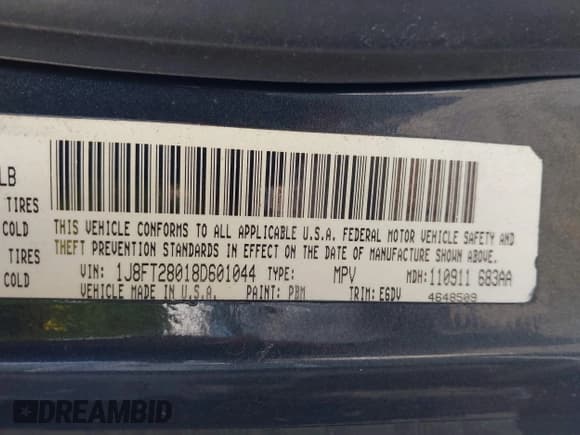 LB
TIRES
COLD
TIRES
COLD
THIS VEHICLE CONFORMS TO ALL APPLICABLE U.S.A. FEDERAL MOTOR VEHICLE SAFETY AND
THEFT PREVENTION STANDARDS IN EFFECT ON THE DATE OF MANUFACTURE SHOWN ABOVE.
VIN: 1J8FT28018D601044 TYPE: MPV MDH: 110911 683AA
VEHICLE MADE IN U.S.A. PAINT: PBM TRIM: E6DV 4648509
DREAMBID